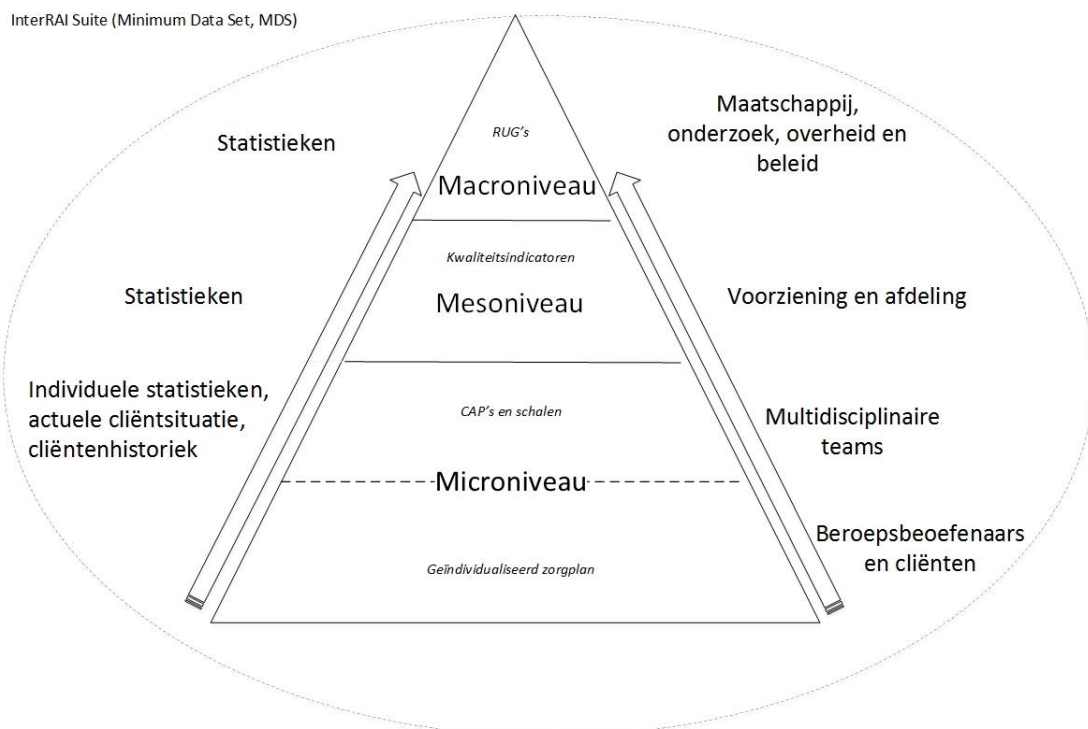 InterRAI Suite (Minimum Data Set, MDS)
Statistieken
RUG's
Maatschappij,
onderzoek, overheid en
beleid
Macroniveau
Kwaliteitsindicatoren
Statistieken
Mesoniveau
Voorziening en afdeling
Individuele statistieken,
actuele cliëntsituatie,
cliëntenhistoriek
CAP's en schalen
Multidisciplinaire
teams
Microniveau
Beroepsbeoefenaars
en cliënten
Geïndividualiseerd zorgplan